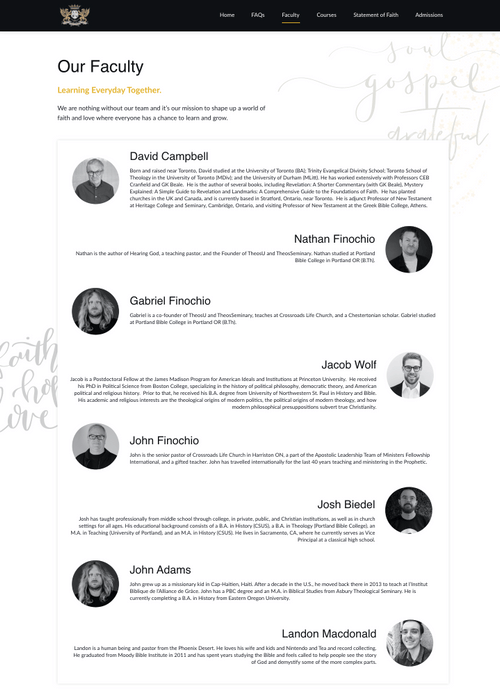 Home FAQs Faculty Courses Statement of Faith Admissions
soul
gospel
grateful
Our Faculty
Learning Everyday Together.
We are nothing without our team and it's our mission to shape up a world of
faith and love where everyone has a chance to learn and grow.
David Campbell
Born and raised near Toronto, David studied at the University of Toronto (BA); Trinity Evangelical Divinity School; Toronto School of
Theology in the University of Toronto (MDiv); and the University of Durham (MLitt). He has worked extensively with Professors CEB
Cranfield and GK Beale. He is the author of several books, including Revelation: A Shorter Commentary (with GK Beale), Mystery
Explained: A Simple Guide to Revelation and Landmarks: A Comprehensive Guide to the Foundations of Faith. He has planted
churches in the UK and Canada, and is currently based in Stratford, Ontario, near Toronto. He is adjunct Professor of New Testament
at Heritage College and Seminary, Cambridge, Ontario, and visiting Professor of New Testament at the Greek Bible College, Athens.
Nathan Finochio
Nathan is the author of Hearing God, a teaching pastor, and the Founder of TheosU and TheosSeminary. Nathan studied at Portland
Bible College in Portland OR (B.Th).
Gabriel Finochio
Gabriel is a co-founder of TheosU and TheosSeminary, teaches at Crossroads Life Church, and a Chestertonian scholar. Gabriel studied
at Portland Bible College in Portland OR (B.Th).
faith
hope
love
Jacob Wolf
Jacob is a Postdoctoral Fellow at the James Madison Program for American Ideals and Institutions at Princeton University. He received
his PhD in Political Science from Boston College, specializing in the history of political philosophy, democratic theory, and American
political and religious history. Prior to that, he received his B.A. degree from University of Northwestern St. Paul in History and Bible.
His academic and religious interests are the theological origins of modern politics, the political origins of modern theology, and how
modern philosophical presuppositions subvert true Christianity.
John Finochio
John is the senior pastor of Crossroads Life Church in Harriston ON, a part of the Apostolic Leadership Team of Ministers Fellowship
International, and a gifted teacher. John has travelled internationally for the last 40 years teaching and ministering in the Prophetic.
Josh Biedel
Josh has taught professionally from middle school through college, in private, public, and Christian institutions, as well as in church
settings for all ages. His educational background consists of a B.A. in History (CSUS), a B.A. in Theology (Portland Bible College), an
M.A. in Teaching (University of Portland), and an M.A. in History (CSUS). He lives in Sacramento, CA, where he currently serves as Vice
Principal at a classical high school.
John Adams
John grew up as a missionary kid in Cap-Haitien, Haiti. After a decade in the U.S., he moved back there in 2013 to teach at l'Institut
Biblique de l'Alliance de Grâce. John has a PBC degree and an M.A. in Biblical Studies from Asbury Theological Seminary. He is
currently completing a B.A. in History from Eastern Oregon University.
Landon Macdonald
Landon is a human being and pastor from the Phoenix Desert. He loves his wife and kids and Nintendo and Tea and record collecting.
He graduated from Moody Bible Institute in 2011 and has spent years studying the Bible and feels called to help people see the story
of God and demystify some of the more complex parts.